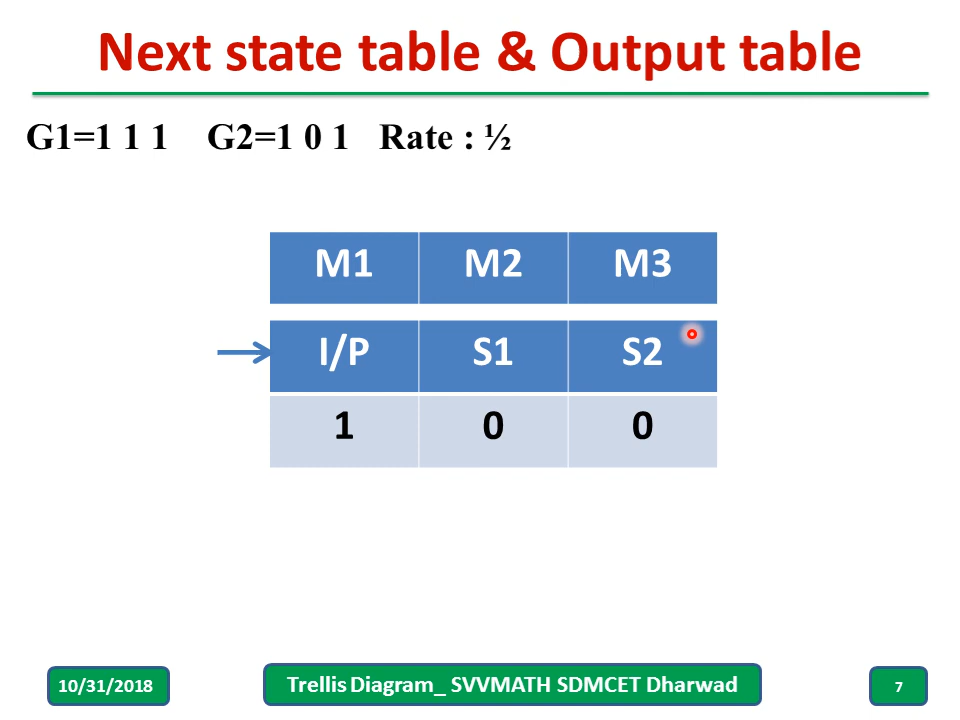 Next state table & Output table
G1=1 1 1 G2=1 0 1 Rate : ½
M1 M2 M3
I/P S1 S2
1 0 0
10/31/2018 Trellis Diagram_ SVVMATH SDMCET Dharwad 7